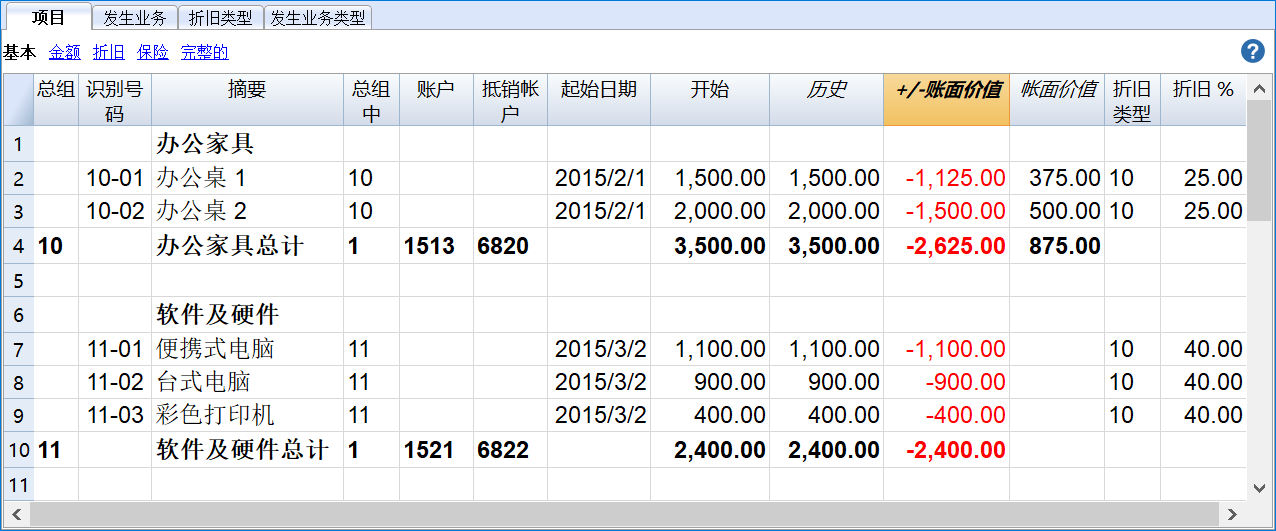 项目 发生业务 折旧类型 发生业务类型
基本 金额 折旧 保险 完整的 ?
总组 识别号码 摘要 总组中 账户 抵销帐户 起始日期 开始 历史 +/-账面价值 帐面价值 折旧类型 折旧 %
1 办公家具
2 10-01 办公桌 1 10 2015/2/1 1,500.00 1,500.00 -1,125.00 375.00 10 25.00
3 10-02 办公桌 2 10 2015/2/1 2,000.00 2,000.00 -1,500.00 500.00 10 25.00
4 10 办公家具总计 1 1513 6820 3,500.00 3,500.00 -2,625.00 875.00
5
6 软件及硬件
7 11-01 便携式电脑 11 2015/3/2 1,100.00 1,100.00 -1,100.00 10 40.00
8 11-02 台式电脑 11 2015/3/2 900.00 900.00 -900.00 10 40.00
9 11-03 彩色打印机 11 2015/3/2 400.00 400.00 -400.00 10 40.00
10 11 软件及硬件总计 1 1521 6822 2,400.00 2,400.00 -2,400.00
11